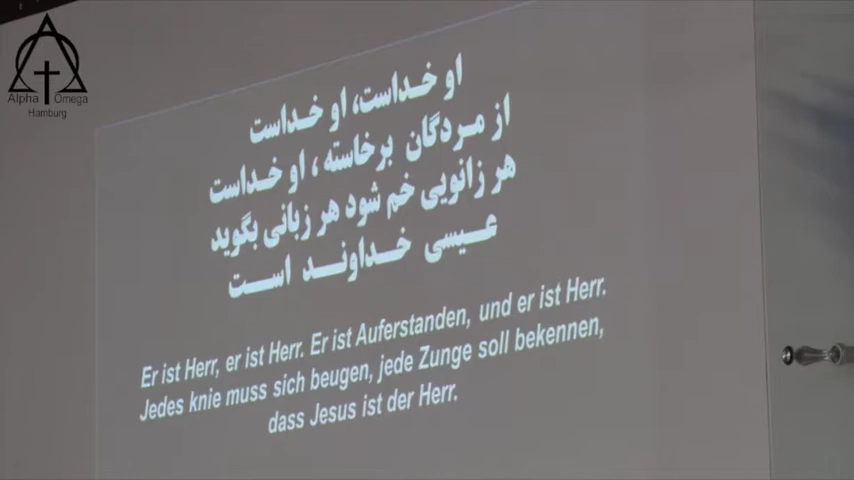 Alpha Omega
Hamburg
او خداست، او خداست
از مردگان برخاسته ، او خداست
هر زانویی خم شود هر زبانی بگوید
عیسی خداوند است
Er ist Herr, er ist Herr. Er ist Auferstanden, und er ist Herr.
Jedes knie muss sich beugen, jede Zunge soll bekennen,
dass Jesus ist der Herr.